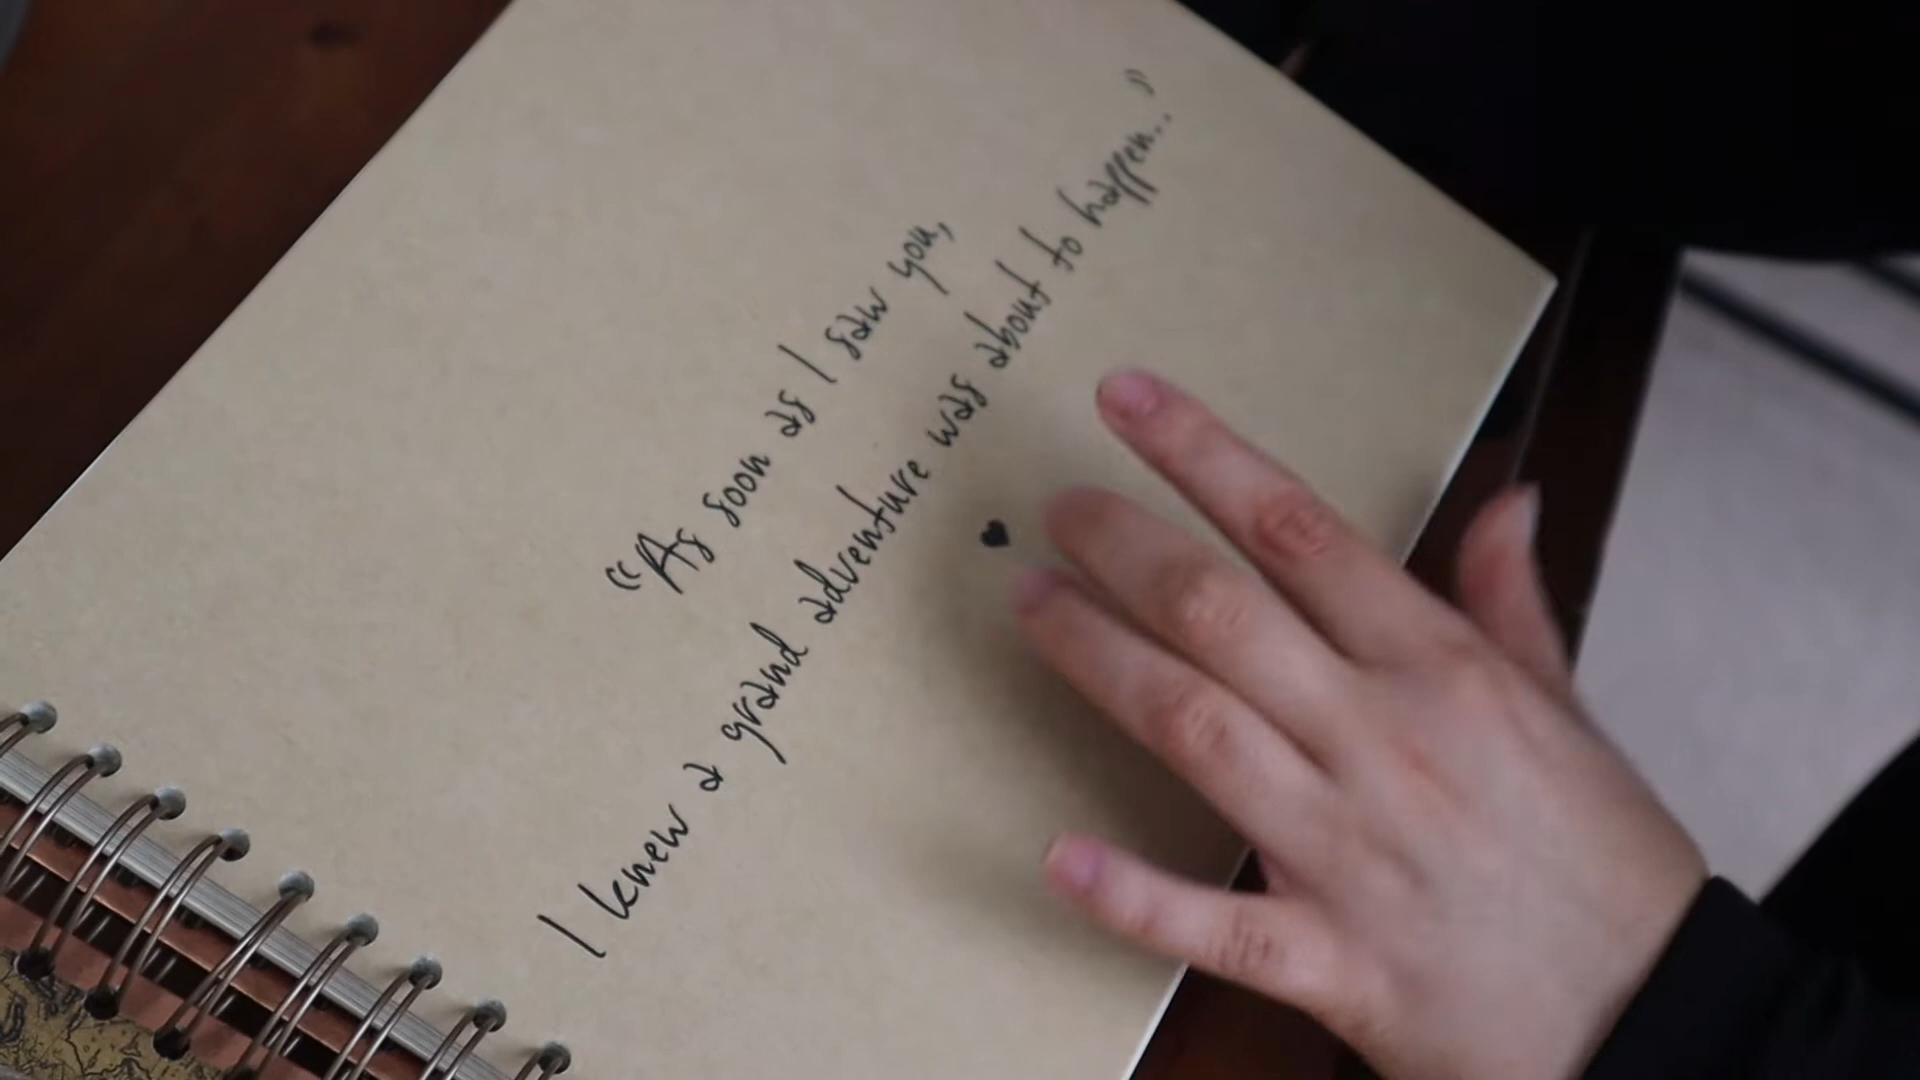 “As soon as I saw you,
I knew a grand adventure was about to happen..”